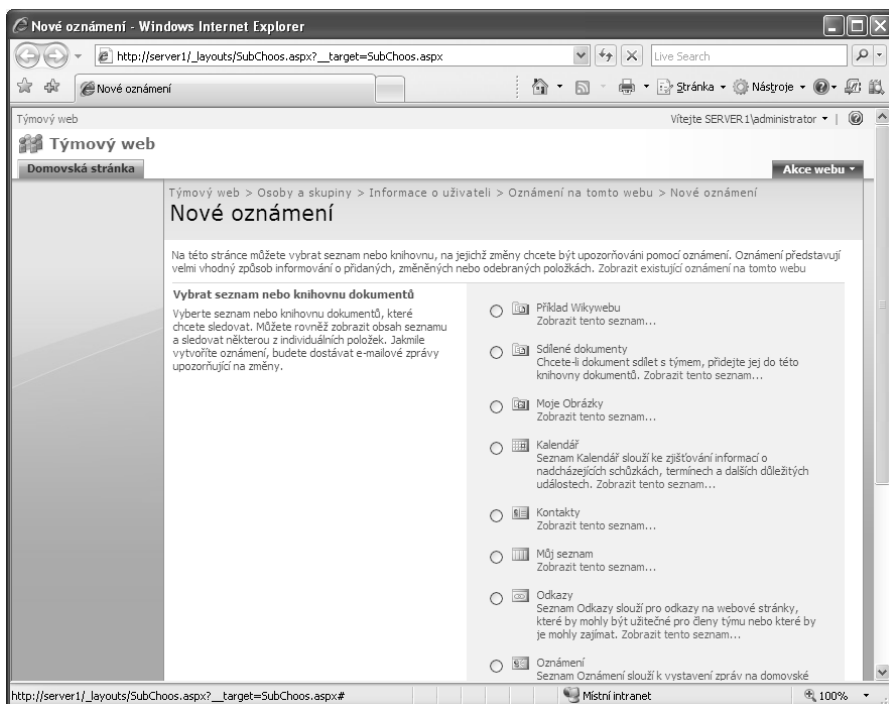 Nové oznámení - Windows Internet Explorer
http://server1/_layouts/SubChoos.aspx?__target=SubChoos.aspx
Live Search
Nové oznámení
Stránka
Nástroje
Týmový web
Vítejte SERVER1\administrator
Týmový web
Domovská stránka
Akce webu
Týmový web > Osoby a skupiny > Informace o uživateli > Oznámení na tomto webu > Nové oznámení
Nové oznámení
Na této stránce můžete vybrat seznam nebo knihovnu, na jejichž změny chcete být upozorňováni pomocí oznámení. Oznámení představují
velmi vhodný způsob informování o přidaných, změněných nebo odebraných položkách. Zobrazit existující oznámení na tomto webu
Vybrat seznam nebo knihovnu dokumentů
Vyberte seznam nebo knihovnu dokumentů, které
chcete sledovat. Můžete rovněž zobrazit obsah seznamu
a sledovat některou z individuálních položek. Jakmile
vytvoříte oznámení, budete dostávat e-mailové zprávy
upozorňující na změny.
Příklad Wikywebu
Zobrazit tento seznam...
Sdílené dokumenty
Chcete-li dokument sdílet s týmem, přidejte jej do této
knihovny dokumentů. Zobrazit tento seznam...
Moje Obrázky
Zobrazit tento seznam...
Kalendář
Seznam Kalendář slouží ke zjišťování informací o
nadcházejících schůzkách, termínech a dalších důležitých
událostech. Zobrazit tento seznam...
Kontakty
Zobrazit tento seznam...
Můj seznam
Zobrazit tento seznam...
Odkazy
Seznam Odkazy slouží pro odkazy na webové stránky,
které by mohly být užitečné pro členy týmu nebo které by
je mohly zajímat. Zobrazit tento seznam...
Oznámení
Seznam Oznámení slouží k vystavení zpráv na domovské
http://server1/_layouts/SubChoos.aspx?__target=SubChoos.aspx#
Místní intranet
100%